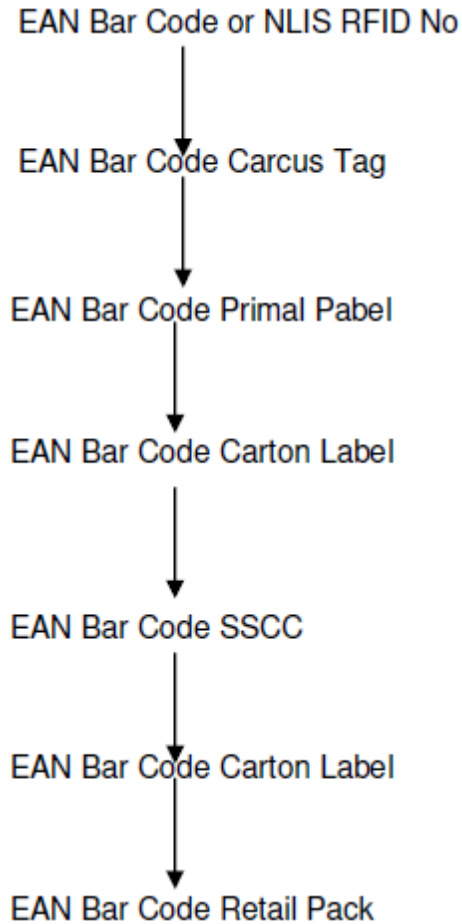 EAN Bar Code or NLIS RFID No
EAN Bar Code Carcus Tag
EAN Bar Code Primal Pabel
EAN Bar Code Carton Label
EAN Bar Code SSCC
EAN Bar Code Carton Label
EAN Bar Code Retail Pack